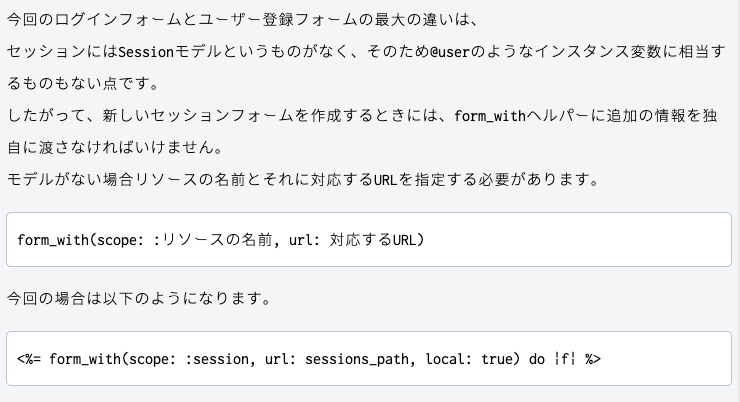 今回のログインフォームとユーザー登録フォームの最大の違いは、
セッションにはSessionモデルというものがなく、そのため@userのようなインスタンス変数に相当す
るものもない点です。
したがって、新しいセッションフォームを作成するときには、form_withヘルパーに追加の情報を独
自に渡さなければいけません。
モデルがない場合リソースの名前とそれに対応するURLを指定する必要があります。
form_with(scope: :リソースの名前, url: 対応するURL)
今回の場合は以下のようになります。
<%= form_with(scope: :session, url: sessions_path, local: true) do |f| %>